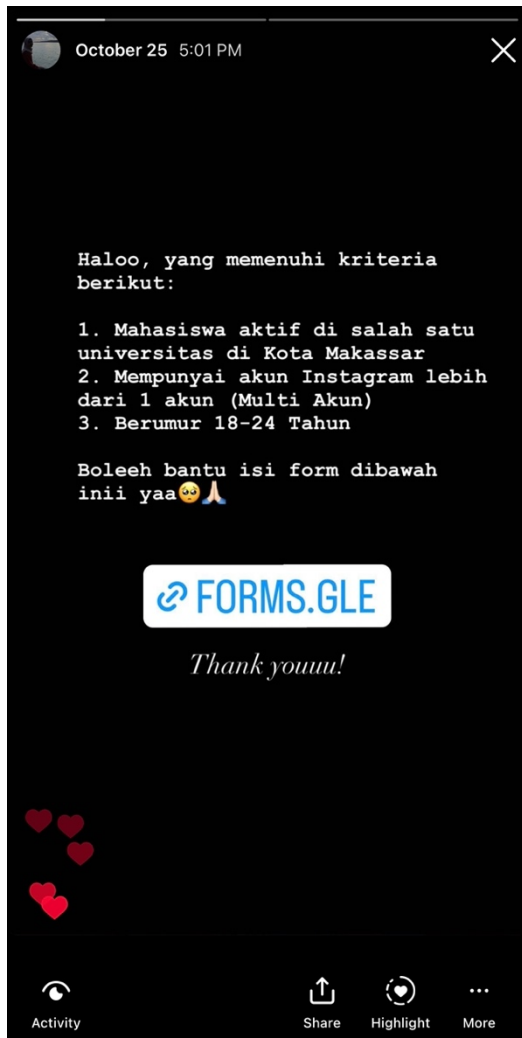 October 25 5:01 PM
Haloo, yang memenuhi kriteria
berikut:
1. Mahasiswa aktif di salah satu
universitas di Kota Makassar
2. Mempunyai akun Instagram lebih
dari 1 akun (Multi Akun)
3. Berumur 18-24 Tahun
Boleeh bantu isi form dibawah
inii yaa🥺🙏🏻
FORMS.GLE
Thank youuu!
Activity Share Highlight More